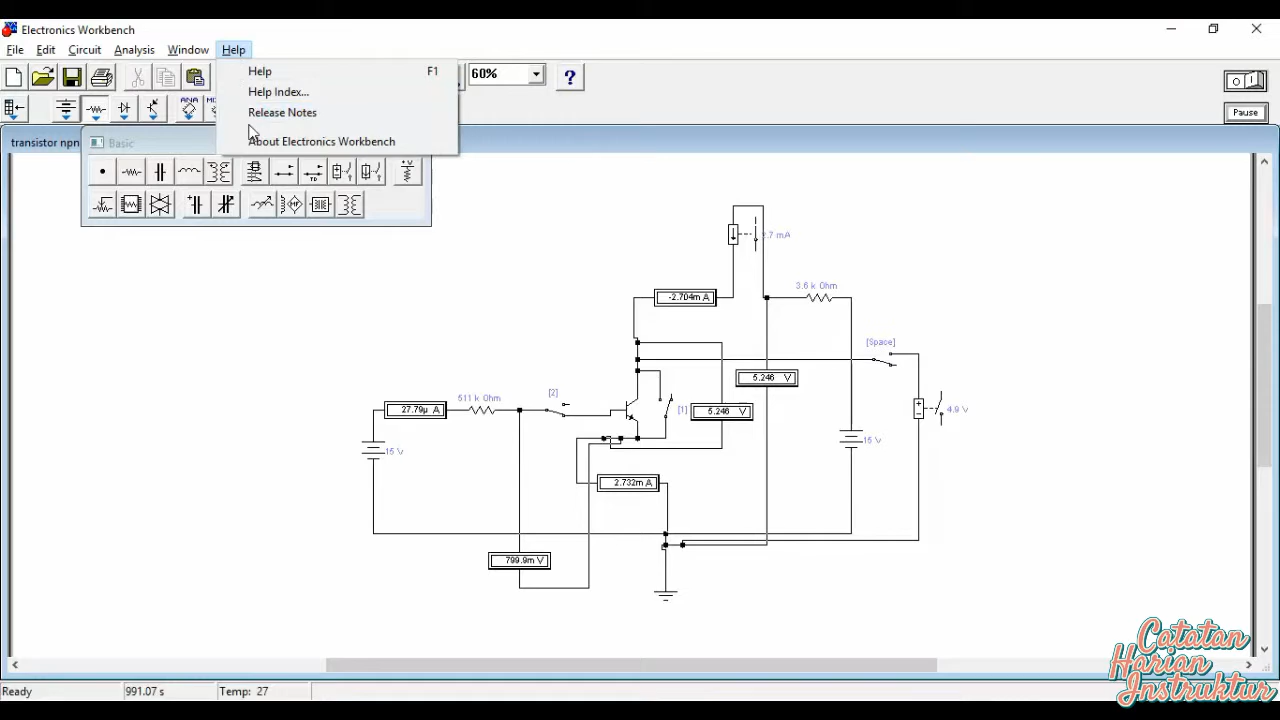 Electronics Workbench
File Edit Circuit Analysis Window Help
Help F1
Help Index...
Release Notes
About Electronics Workbench
60%
?
ANA
Pause
transistor npn
Basic
+V
TD
2.7 mA
-2.704m A
3.6 k Ohm
[Space]
5.246 V
[2]
511 k Ohm
27.79µ A
[1]
5.246 V
4.9 V
15 V
15 V
2.732m A
799.9m V
Ready 991.07 s Temp: 27
Catatan
Harian
Instruktur